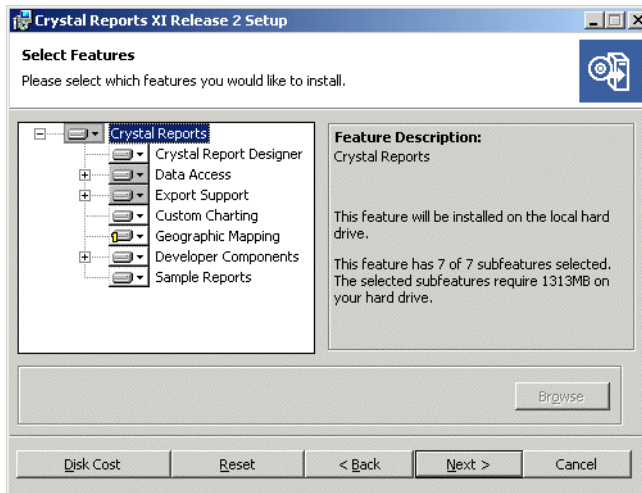 Crystal Reports XI Release 2 Setup
Select Features
Please select which features you would like to install.
Crystal Reports
Crystal Report Designer
Data Access
Export Support
Custom Charting
Geographic Mapping
Developer Components
Sample Reports
Feature Description:
Crystal Reports
This feature will be installed on the local hard
drive.
This feature has 7 of 7 subfeatures selected.
The selected subfeatures require 1313MB on
your hard drive.
Browse
Disk Cost
Reset
< Back
Next >
Cancel